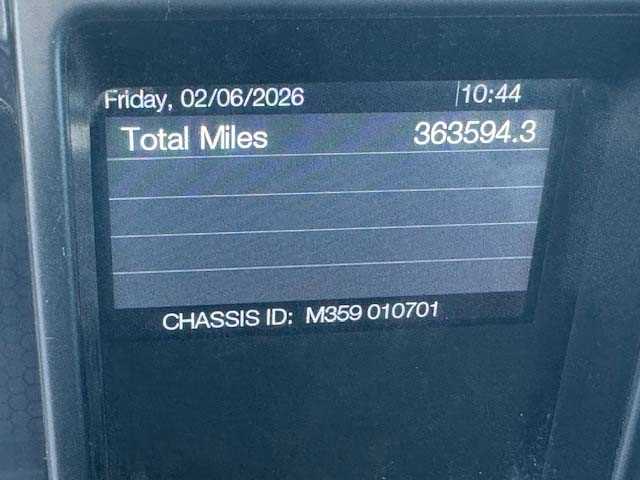 Friday, 02/06/2026 10:44
Total Miles 363594.3
CHASSIS ID: M359 010701